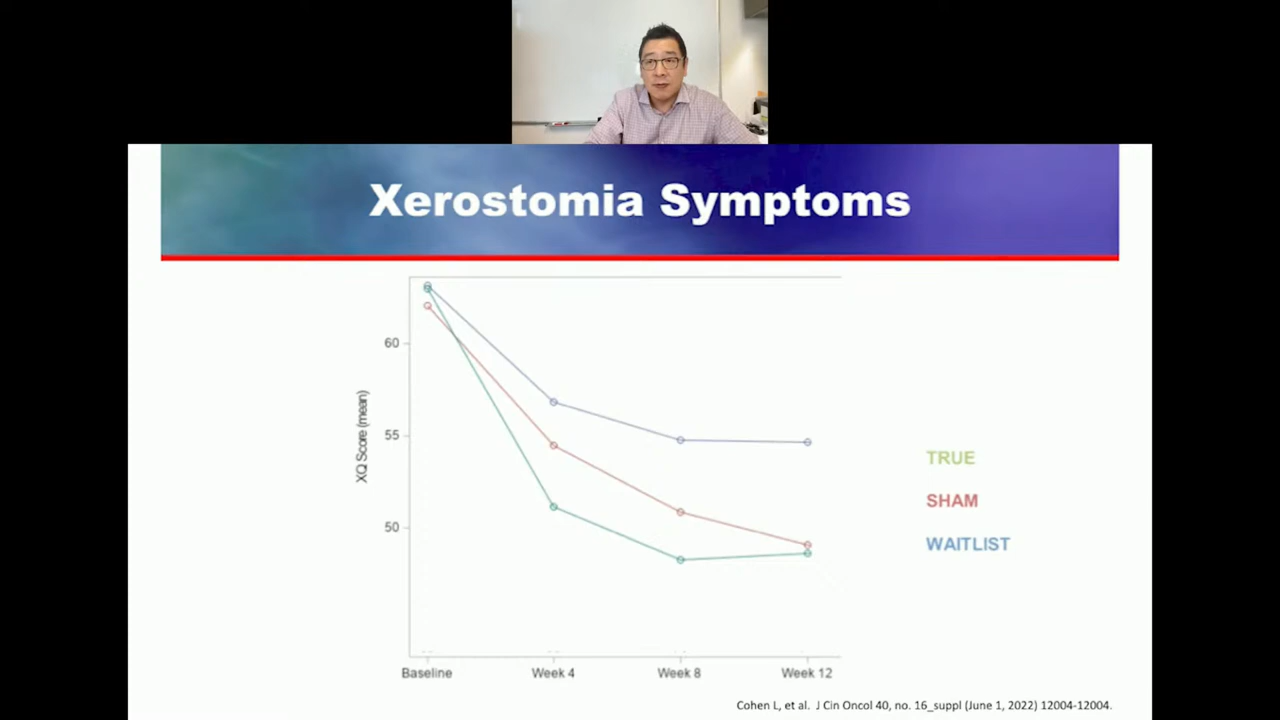 Xerostomia Symptoms
60
55
50
XQ Score (mean)
TRUE
SHAM
WAITLIST
Baseline Week 4 Week 8 Week 12
Cohen L, et al. J Cin Oncol 40, no. 16_suppl (June 1, 2022) 12004-12004.